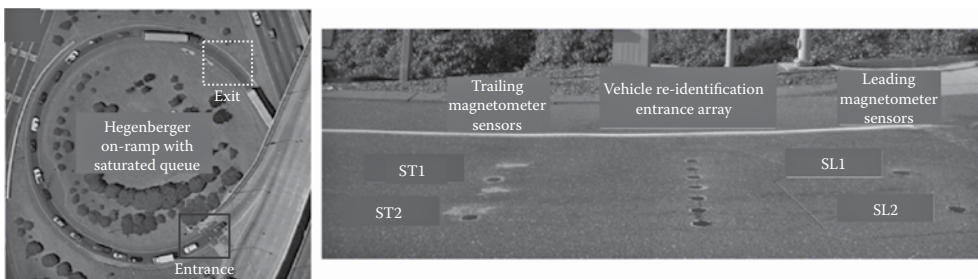 Exit
Hegenberger
on-ramp with
saturated queue
Entrance
Trailing
magnetometer
sensors
Vehicle re-identification
entrance array
Leading
magnetometer
sensors
ST1
ST2
SL1
SL2